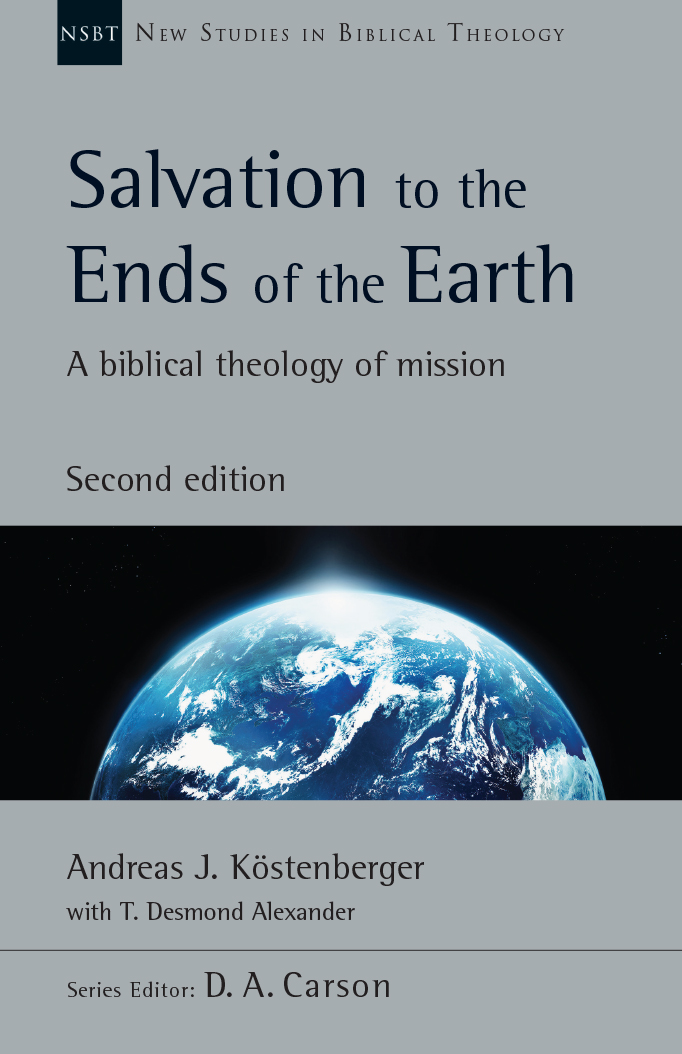 NSBT New Studies in Biblical Theology
Salvation to the
Ends of the Earth
A biblical theology of mission
Second edition
Andreas J. Köstenberger
with T. Desmond Alexander
Series Editor: D. A. Carson